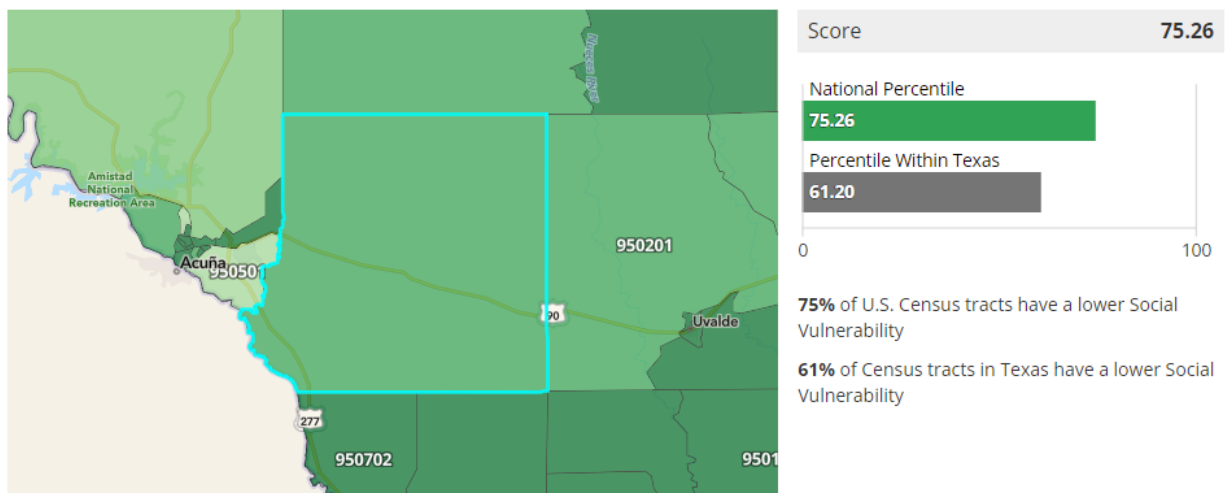 Nueces River
Amistad
National
Recreation Area
Acuña
950501
950201
90
Uvalde
277
950702
9501
Score 75.26
National Percentile
75.26
Percentile Within Texas
61.20
0 100
75% of U.S. Census tracts have a lower Social
Vulnerability
61% of Census tracts in Texas have a lower Social
Vulnerability